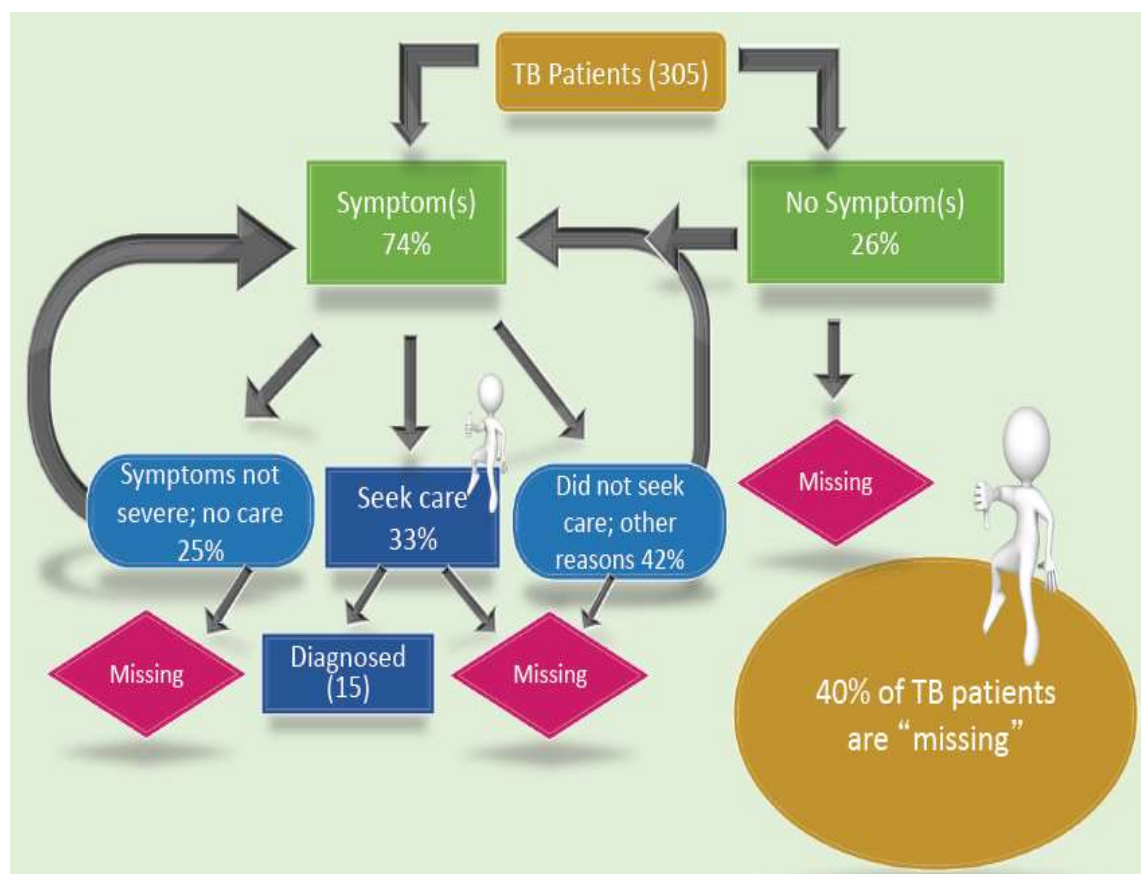 TB Patients (305)
Symptom(s)
74%
No Symptom(s)
26%
Symptoms not
severe; no care
25%
Seek care
33%
Did not seek
care; other
reasons 42%
Missing
Missing
Diagnosed
(15)
Missing
40% of TB patients
are “missing”